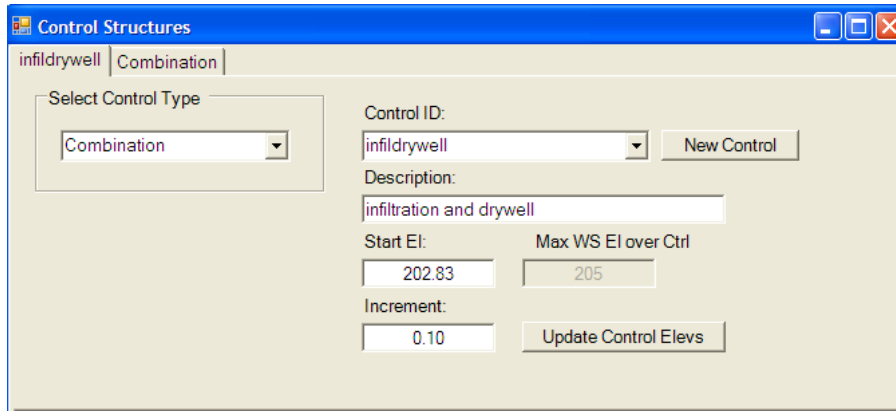 Control Structures
infildrywell Combination
Select Control Type
Combination
Control ID:
infildrywell New Control
Description:
infiltration and drywell
Start El: Max WS El over Ctrl
202.83 205
Increment:
0.10 Update Control Elevs